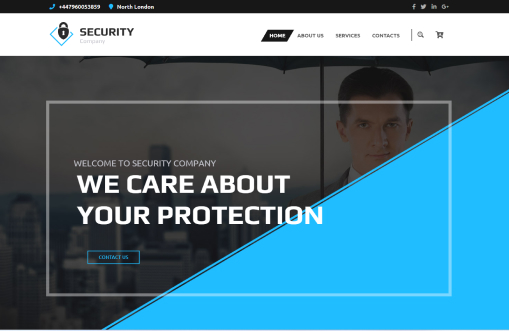 +447960053859 North London
SECURITY
Company
HOME ABOUT US SERVICES CONTACTS
WELCOME TO SECURITY COMPANY
WE CARE ABOUT
YOUR PROTECTION
CONTACT US